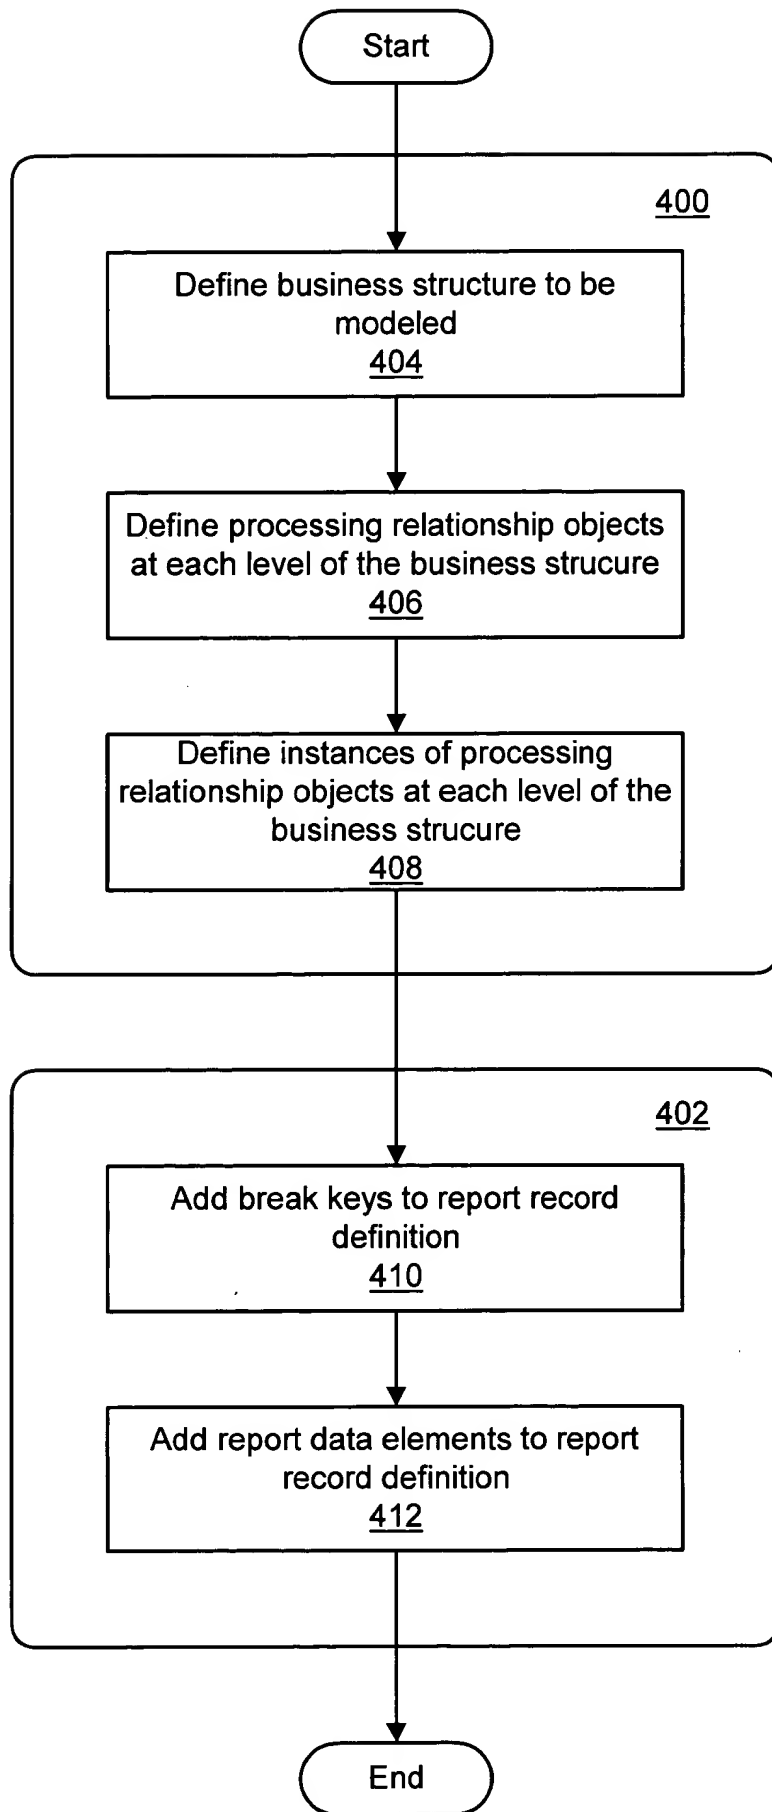 Start
400
Define business structure to be
modeled
404
Define processing relationship objects
at each level of the business strucure
406
Define instances of processing
relationship objects at each level of the
business strucure
408
402
Add break keys to report record
definition
410
Add report data elements to report
record definition
412
End